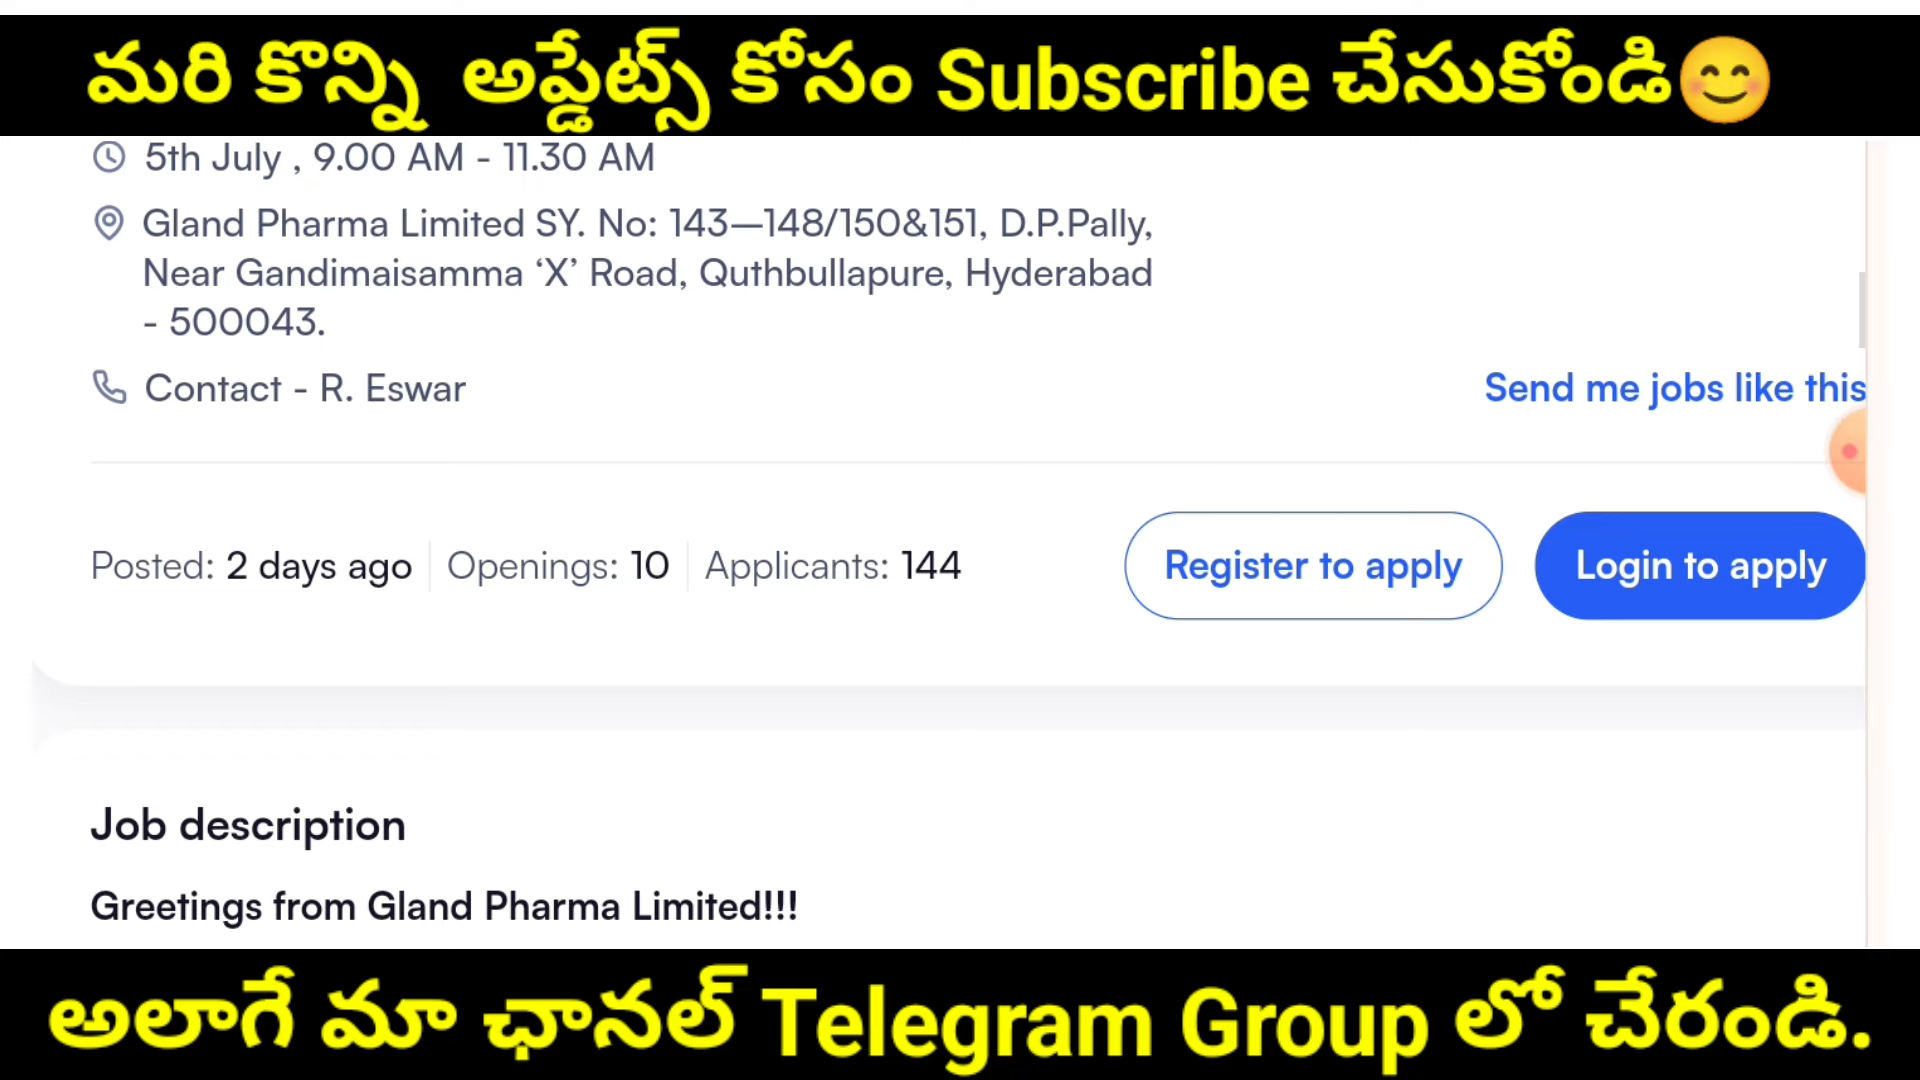 మరి కొన్ని అప్డేట్స్ కోసం Subscribe చేసుకోండి😊
5th July , 9.00 AM - 11.30 AM
Gland Pharma Limited SY. No: 143–148/150&151, D.P.Pally,
Near Gandimaisamma ‘X’ Road, Quthbullapure, Hyderabad
- 500043.
Contact - R. Eswar
Send me jobs like this
Posted: 2 days ago Openings: 10 Applicants: 144
Register to apply
Login to apply
Job description
Greetings from Gland Pharma Limited!!!
అలాగే మా ఛానల్ Telegram Group లో చేరండి.